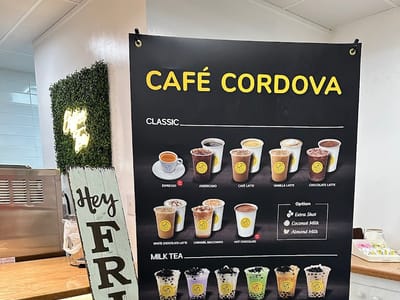 CAFÉ CORDOVA
CLASSIC
ESPRESSO
AMERICANO
CAFÉ LATTE
VANILLA LATTE
CHOCOLATE LATTE
WHITE CHOCOLATE LATTE
CARAMEL MACCHIATO
HOT CHOCOLATE
Option
Extra Shot
Coconut Milk
Almond Milk
MILK TEA
Hey
FRI